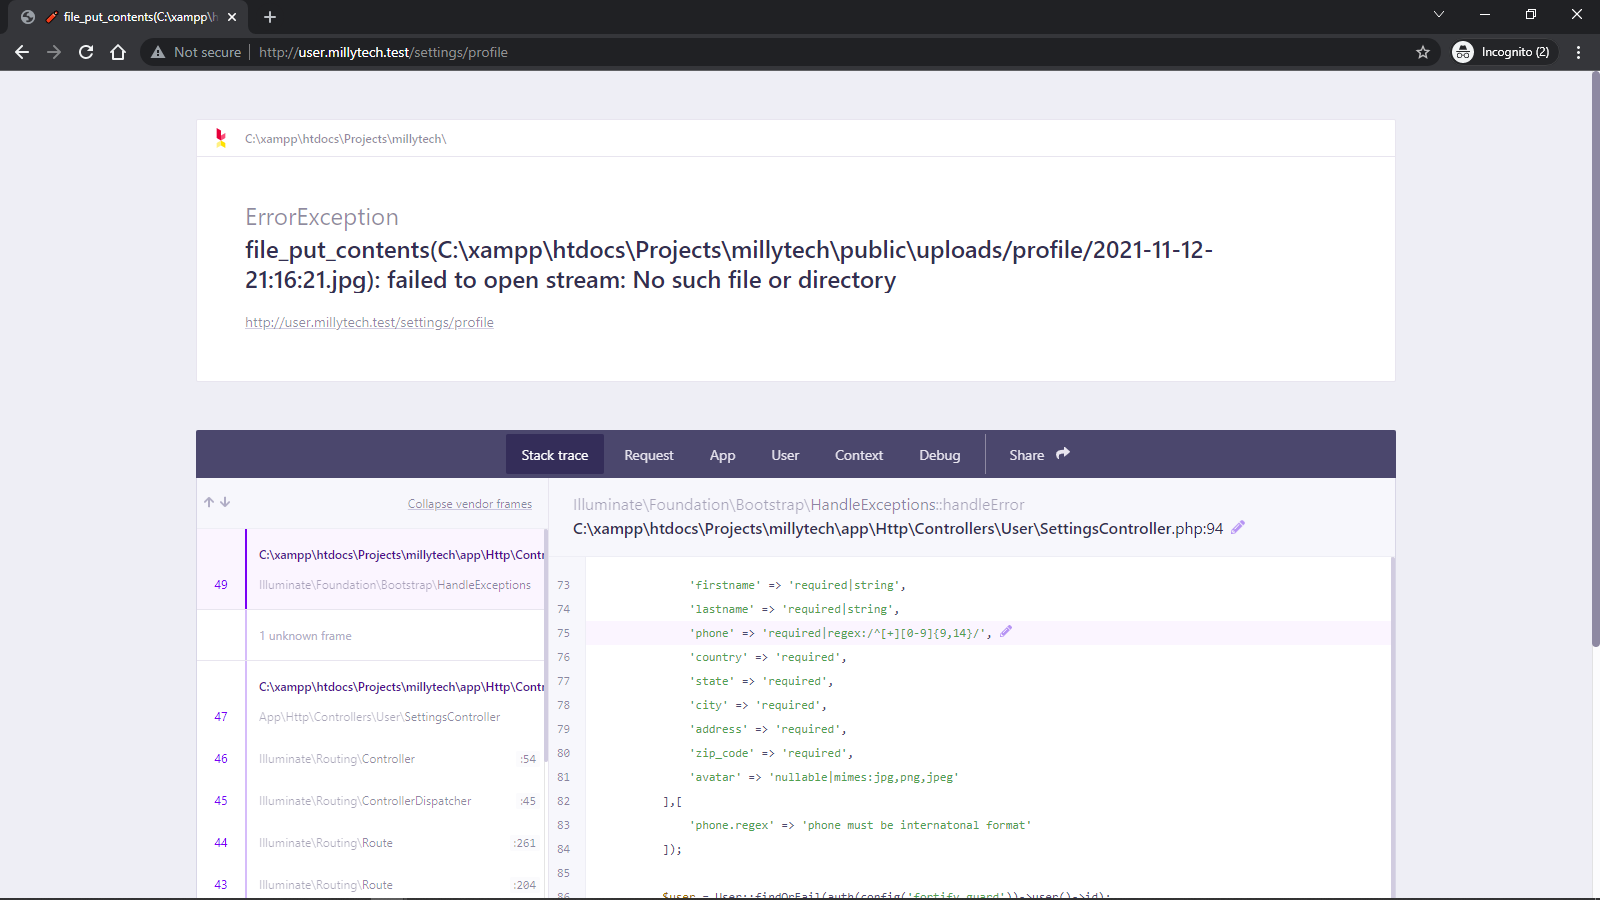 file_put_contents(C:\xampp\h
Not secure http://user.millytech.test/settings/profile
Incognito (2)
C:\xampp\htdocs\Projects\millytech\
ErrorException
file_put_contents(C:\xampp\htdocs\Projects\millytech\public\uploads/profile/2021-11-12-
21:16:21.jpg): failed to open stream: No such file or directory
http://user.millytech.test/settings/profile
Stack trace Request App User Context Debug Share
Collapse vendor frames
C:\xampp\htdocs\Projects\millytech\app\Http\Contr
49 Illuminate\Foundation\Bootstrap\HandleExceptions
1 unknown frame
C:\xampp\htdocs\Projects\millytech\app\Http\Contr
47 App\Http\Controllers\User\SettingsController
46 Illuminate\Routing\Controller :54
45 Illuminate\Routing\ControllerDispatcher :45
44 Illuminate\Routing\Route :261
43 Illuminate\Routing\Route :204
Illuminate\Foundation\Bootstrap\HandleExceptions::handleError
C:\xampp\htdocs\Projects\millytech\app\Http\Controllers\User\SettingsController.php:94
73 'firstname' => 'required|string',
74 'lastname' => 'required|string',
75 'phone' => 'required|regex:/^[+][0-9]{9,14}/',
76 'country' => 'required',
77 'state' => 'required',
78 'city' => 'required',
79 'address' => 'required',
80 'zip_code' => 'required',
81 'avatar' => 'nullable|mimes:jpg,png,jpeg'
82 ],[
83 'phone.regex' => 'phone must be internatonal format'
84 ]);
85
86 $user = User::findOrFail(auth(config('fortify.guard'))->user()->id);